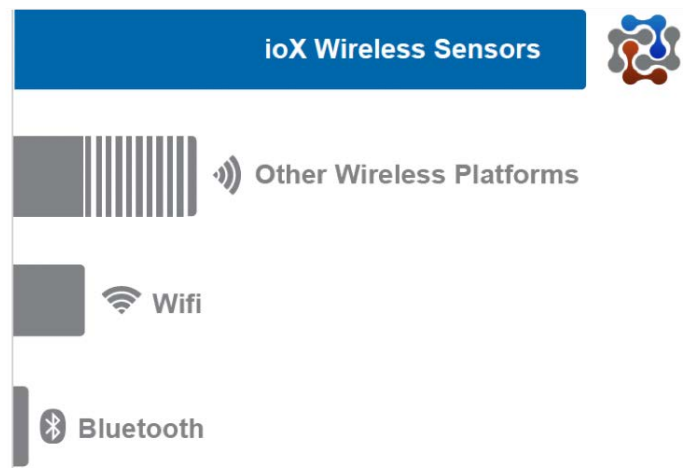 ioX Wireless Sensors
Other Wireless Platforms
Wifi
Bluetooth